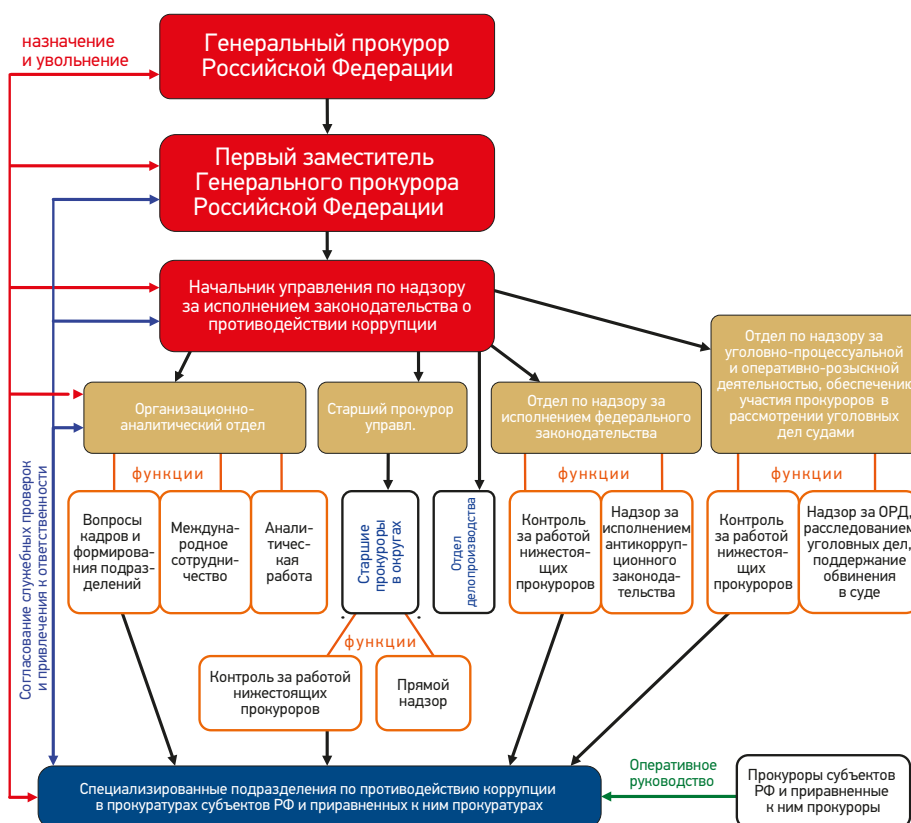 назначение
и увольнение
Генеральный прокурор
Российской Федерации
Первый заместитель
Генерального прокурора
Российской Федерации
Начальник управления по надзору
за исполнением законодательства о
противодействии коррупции
Отдел по надзору за
уголовно-процессуальной
и оперативно-розыскной
деятельностью, обеспечению
участия прокуроров в
рассмотрении уголовных
дел судами
Организационно-
аналитический отдел
Старший прокурор
управл.
Отдел по надзору за
исполнением федерального
законодательства
функции
функции
функции
Вопросы
кадров и
формирова-
ния подраз-
делений
Междуна-
родное
сотрудни-
чество
Анали-
тичес-
кая
работа
Старшие
прокуроры
в округах
Отдел
делопроизводства
Контроль
за работой
нижестоя-
щих
прокуроров
Надзор за
исполнением
антикорруп-
ционного
законода-
тельства
Контроль
за работой
нижестоя-
щих
прокуроров
Надзор за ОРД,
расследованием
уголовных дел,
поддержание
обвинения
в суде
функции
Контроль за работой
нижестоящих
прокуроров
Прямой
надзор
Согласование служебных проверок
и привлечения к ответственности
Специализированные подразделения по противодействию коррупции
в прокуратурах субъектов РФ и приравненных к ним прокуратурах
Оперативное
руководство
Прокуроры субъектов
РФ и приравненные
к ним прокуроры